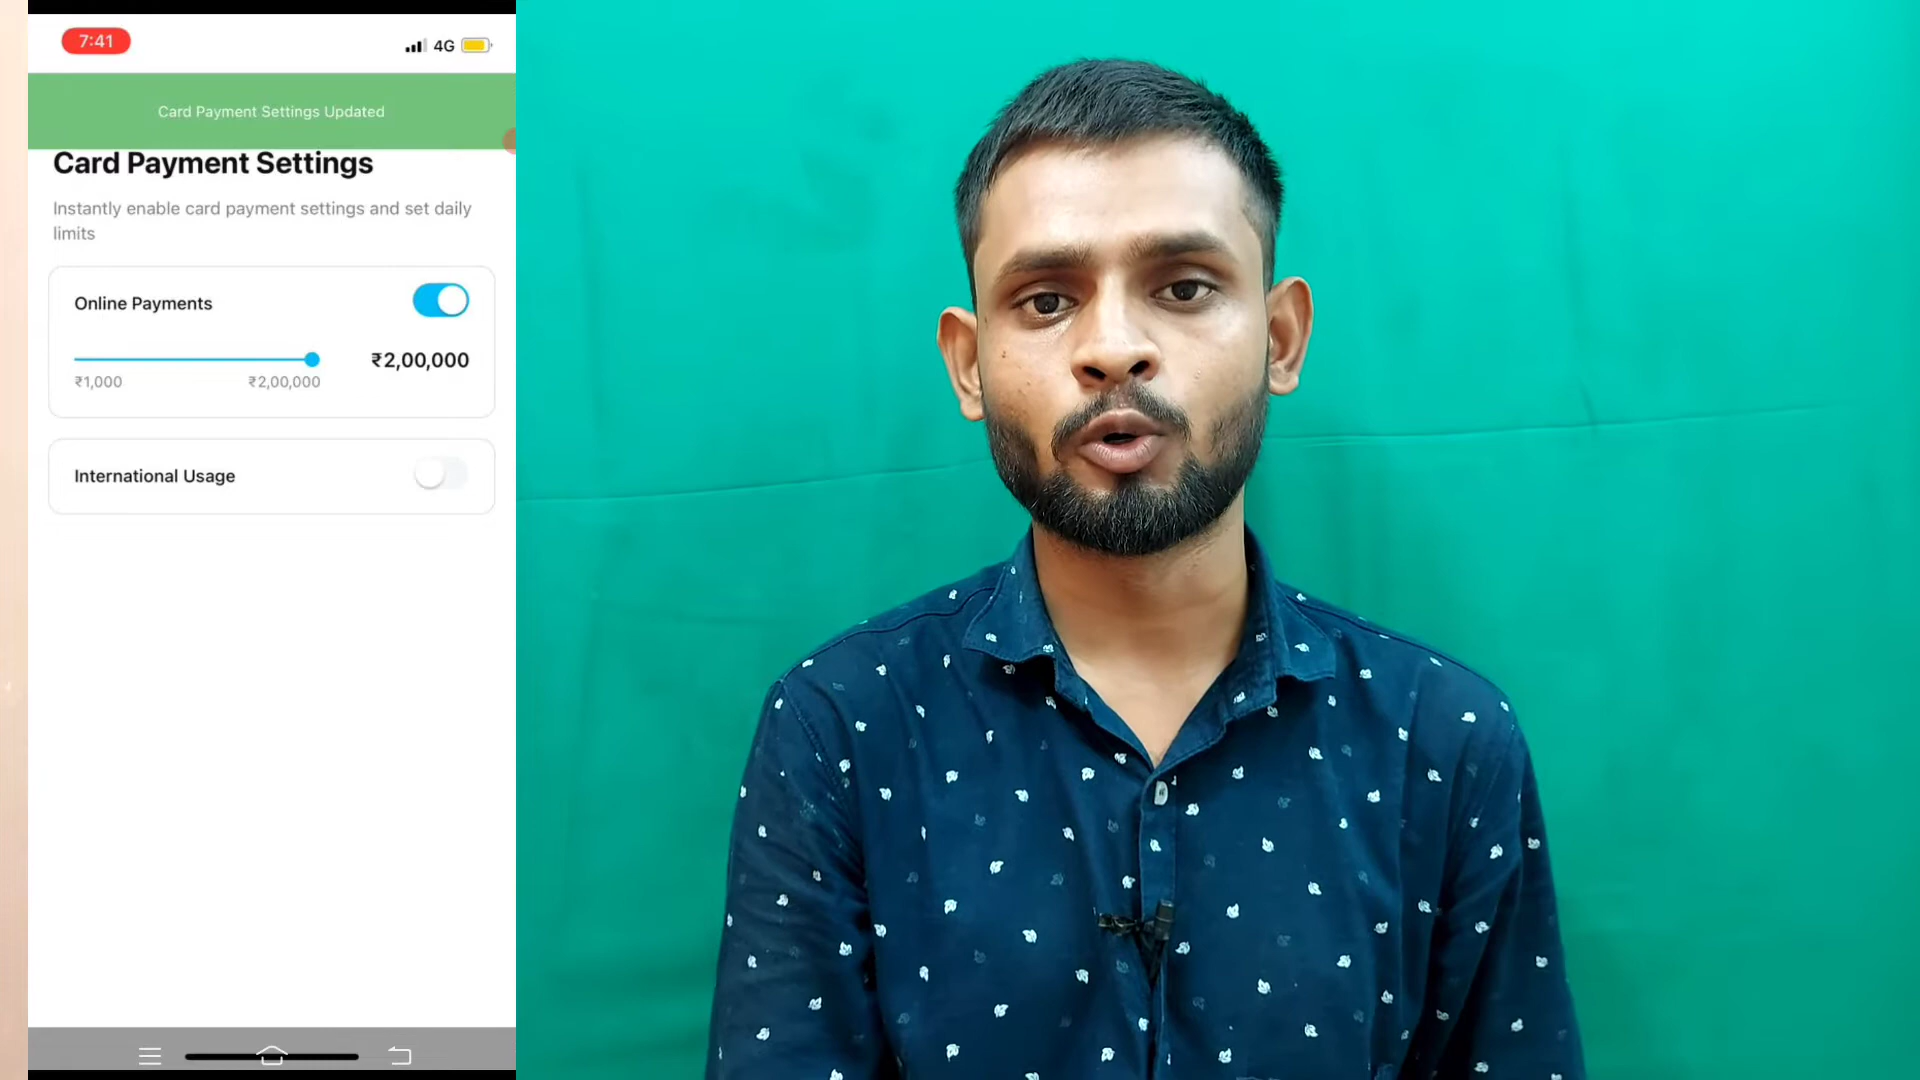 7:41
4G
Card Payment Settings Updated
Card Payment Settings
Instantly enable card payment settings and set daily
limits
Online Payments
₹2,00,000
₹1,000
₹2,00,000
International Usage